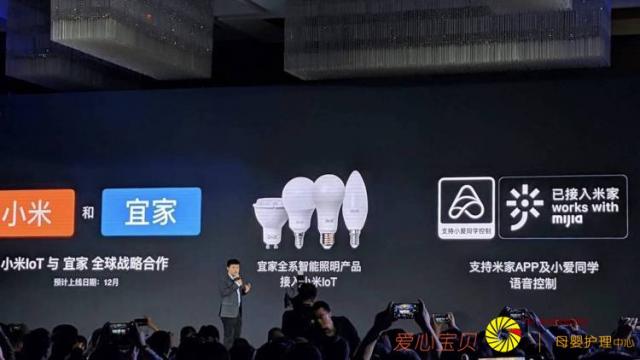 小米 和 宜家
小米IoT 与 宜家 全球战略合作
预计上线日期：12月
宜家全系智能照明产品
接入小米IoT
支持小爱同学控制
已接入米家
works with
mijia
支持米家APP及小爱同学
语音控制
爱心宝贝
母婴护理中心